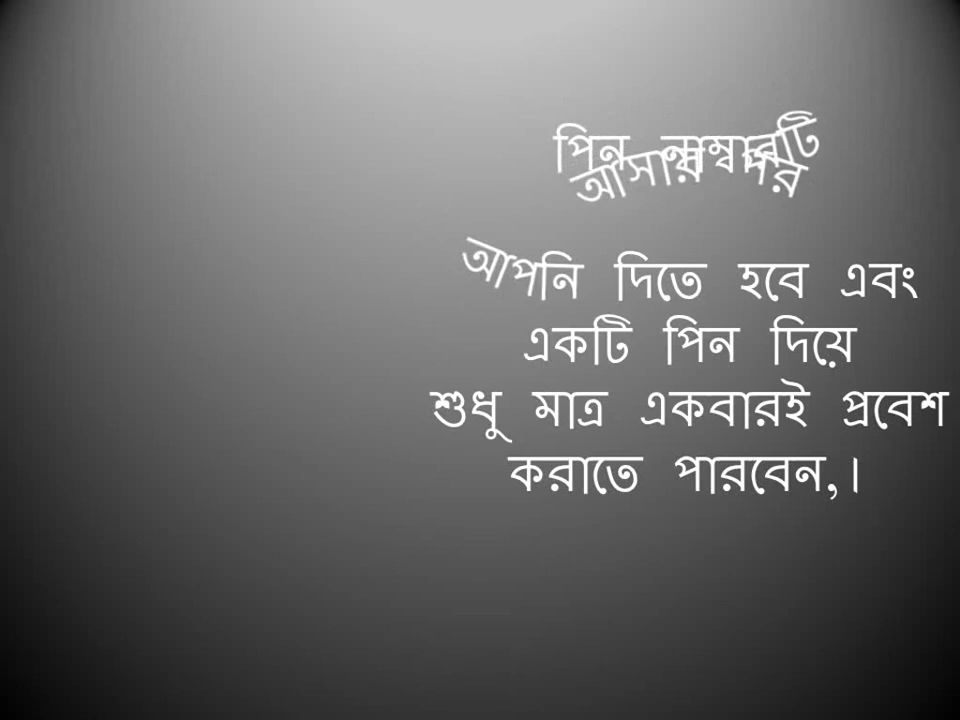 পিন নাম্বারটি
আসার পর
আপনি দিতে হবে এবং
একটি পিন দিয়ে
শুধু মাত্র একবারই প্রবেশ
করাতে পারবেন,।